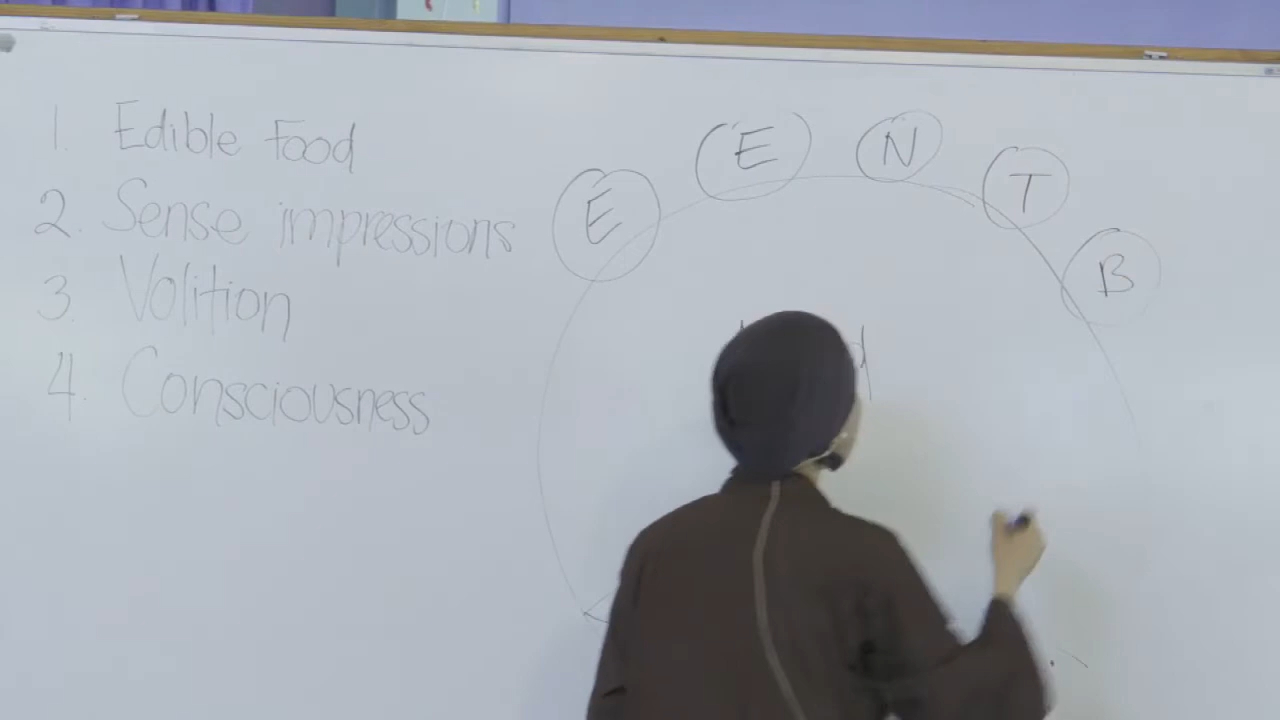 1. Edible Food
2. Sense impressions
3. Volition
4. Consciousness
E E N T B